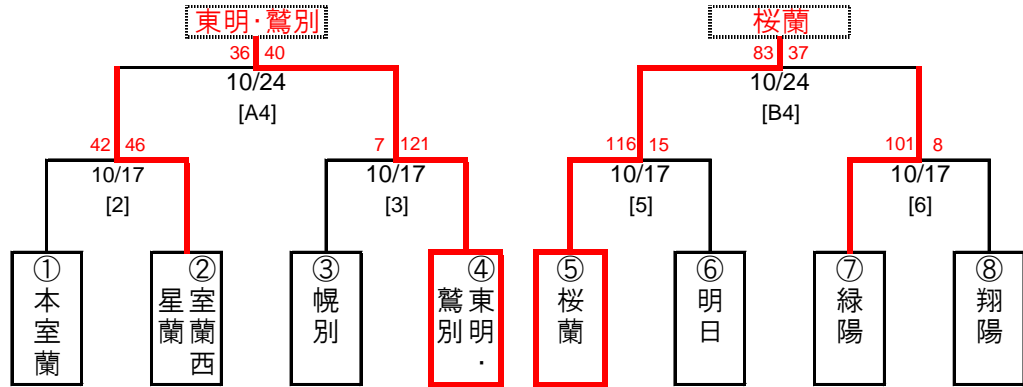 東明・鷲別
桜蘭
36 40
83 37
10/24
10/24
[A4]
[B4]
42 46
7 121
116 15
101 8
10/17
10/17
10/17
10/17
[2]
[3]
[5]
[6]
①
本室蘭
②
室蘭西
星蘭
③
幌別
④
東明・
鷲別
⑤
桜蘭
⑥
明日
⑦
緑陽
⑧
翔陽